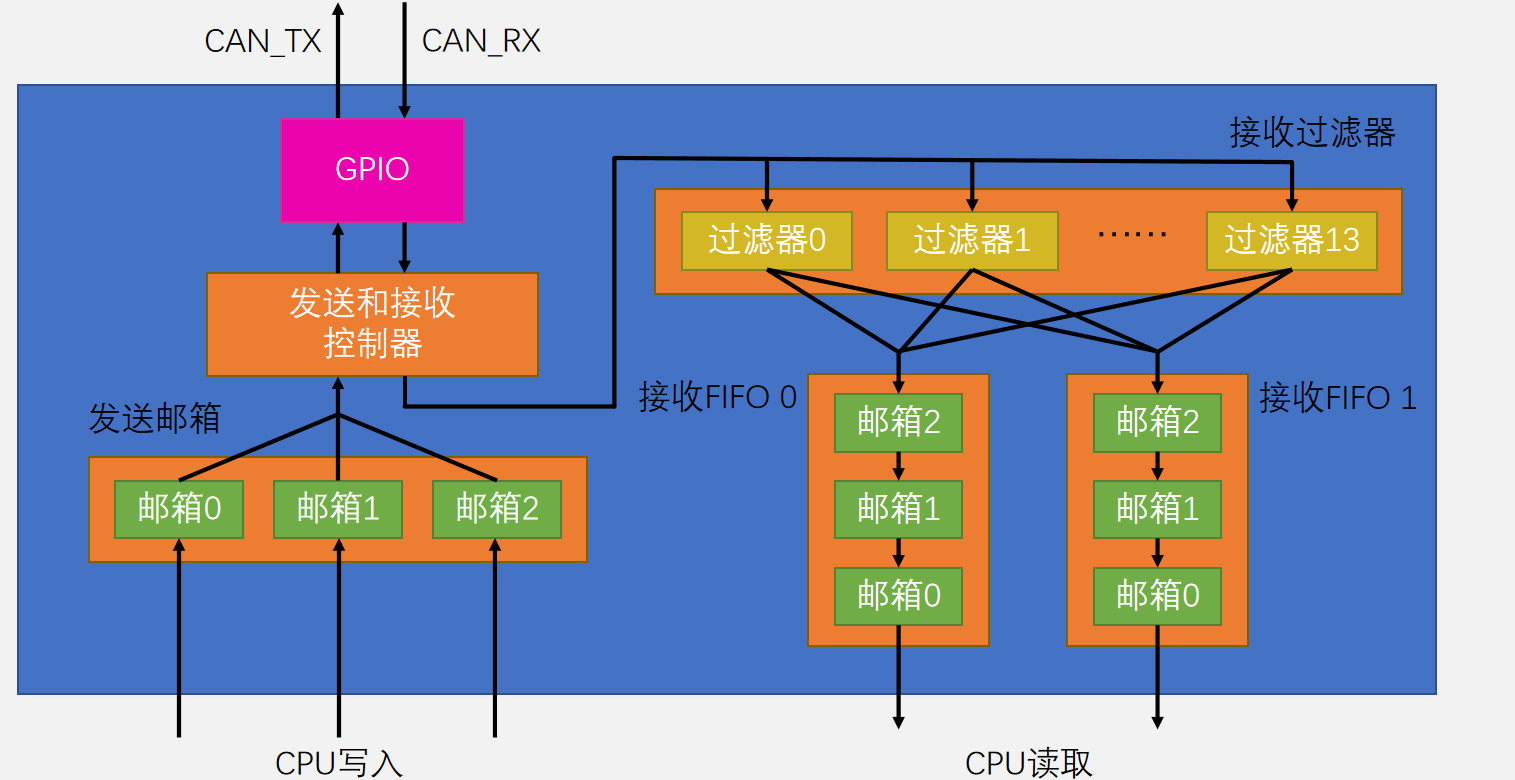 CAN_TX
CAN_RX
GPIO
接收过滤器
过滤器0
过滤器1
……
过滤器13
发送和接收
控制器
发送邮箱
邮箱0
邮箱1
邮箱2
接收FIFO 0
邮箱2
邮箱1
邮箱0
接收FIFO 1
邮箱2
邮箱1
邮箱0
CPU写入
CPU读取